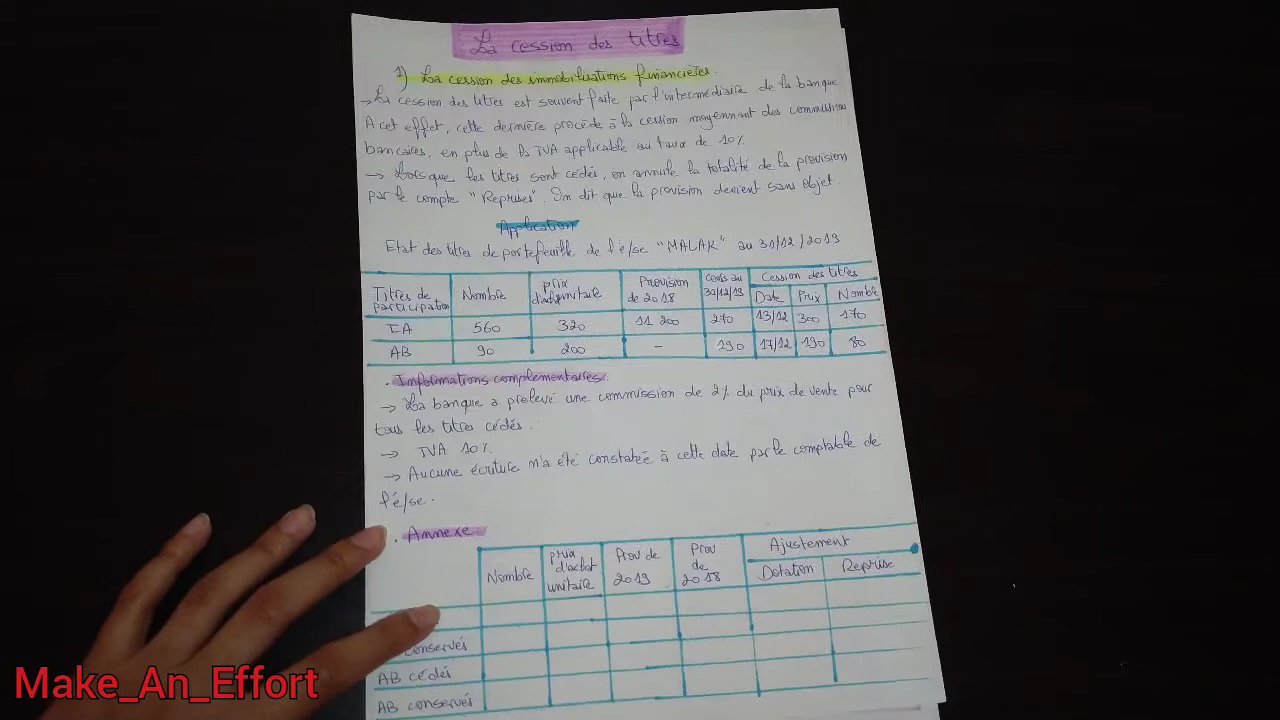 La cession des titres
1) La cession des immobilisations financières.
→ La cession des titres est souvent faite par l'intermédiaire de la banque
A cet effet, cette dernière procède à la cession moyennant des commissions
bancaires, en plus de la TVA applicable au taux de 10%
→ Lorsque les titres sont cédés, on annule la totalité de la provision
par le compte "Reprises". On dit que la provision devient sans objet.
Application
Etat des titres de portefeuille de l'é/se "MALAK" au 31/12/2019
Titres de participation Nombre prix unitaire Provision de 2018 cours au 30/12/19 Cession des titres
Date Prix Nombre
IA 560 320 11 200 270 13/12 300 170
AB 90 200 - 190 17/12 190 80
. Informations complémentaires
→ La banque a prélevé une commission de 2% du prix de vente pour
tous les titres cédés.
→ TVA 10%
→ Aucune écriture n'a été constatée à cette date par le comptable de
l'é/se.
. Annexe
Nombre prix d'achat unitaire Prov de 2019 Prov de 2018 Ajustement
Dotation Reprise
conservés
AB cédés
AB conservés
Make_An_Effort